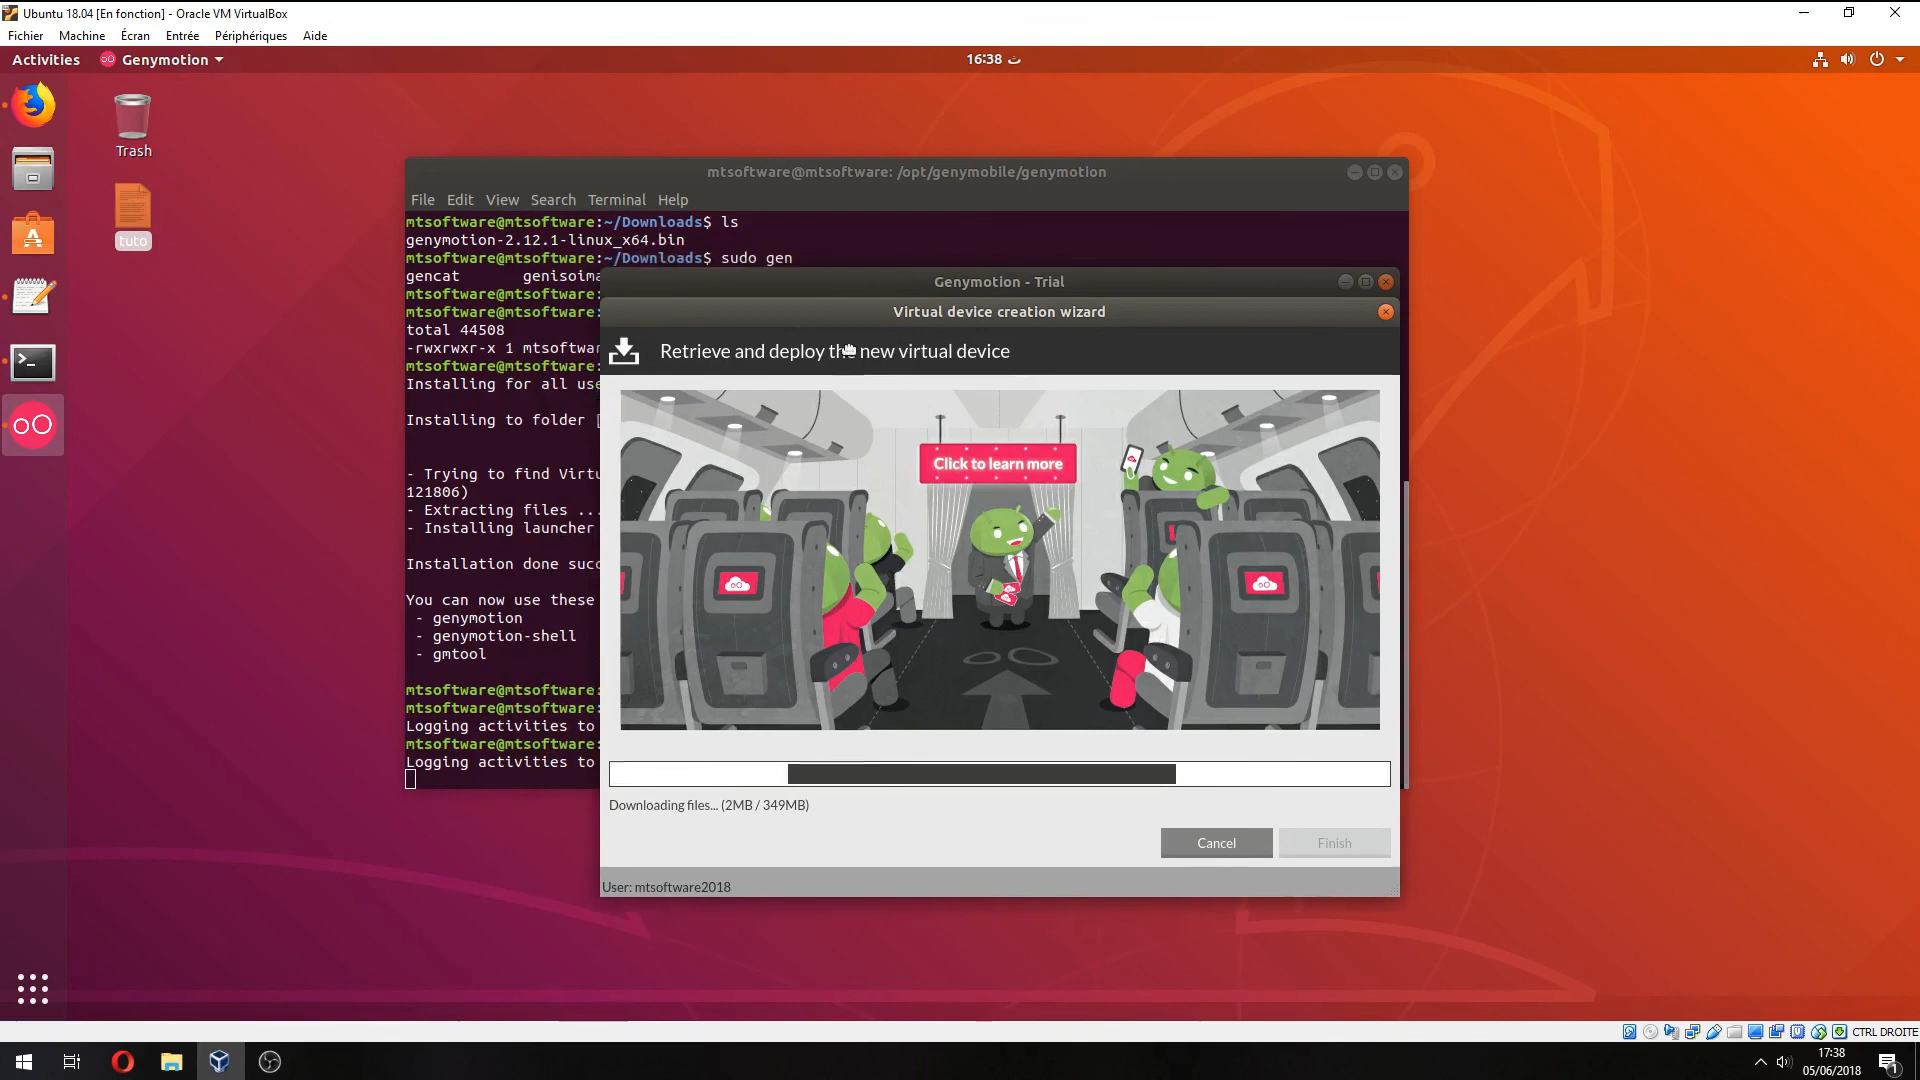 Ubuntu 18.04 [En fonction] - Oracle VM VirtualBox
Fichier Machine Écran Entrée Périphériques Aide
Activities Genymotion 16:38 ث
Trash
tuto
mtsoftware@mtsoftware: /opt/genymobile/genymotion
File Edit View Search Terminal Help
mtsoftware@mtsoftware:~/Downloads$ ls
genymotion-2.12.1-linux_x64.bin
mtsoftware@mtsoftware:~/Downloads$ sudo gen
gencat genisoima
mtsoftware@mtsoftware:
mtsoftware@mtsoftware:
total 44508
-rwxrwxr-x 1 mtsoftwar
mtsoftware@mtsoftware:
Installing for all use
Installing to folder [
- Trying to find Virtu
121806)
- Extracting files ...
- Installing launcher
Installation done succ
You can now use these
- genymotion
- genymotion-shell
- gmtool
mtsoftware@mtsoftware:
mtsoftware@mtsoftware:
Logging activities to
mtsoftware@mtsoftware:
Logging activities to
Genymotion - Trial
Virtual device creation wizard
Retrieve and deploy the new virtual device
Click to learn more
Downloading files... (2MB / 349MB)
Cancel Finish
User: mtsoftware2018
CTRL DROITE
17:38
05/06/2018
1